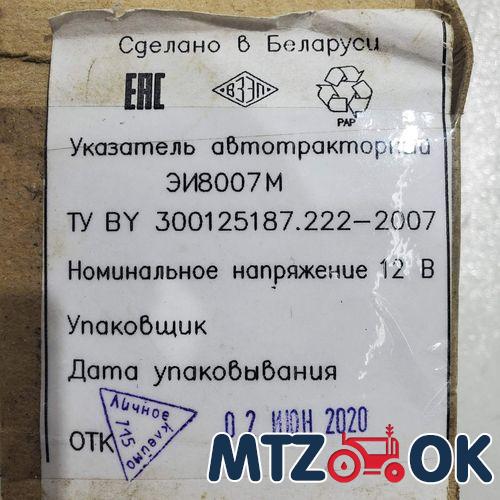 Сделано в Беларуси
ЕАС
ВЗЭП
PAP
Указатель автотракторный
ЭИ8007М
ТУ BY 300125187.222–2007
Номинальное напряжение 12 В
Упаковщик
Дата упаковывания
02 ИЮН 2020
ОТК
Личное клеймо 115
MTZ OK